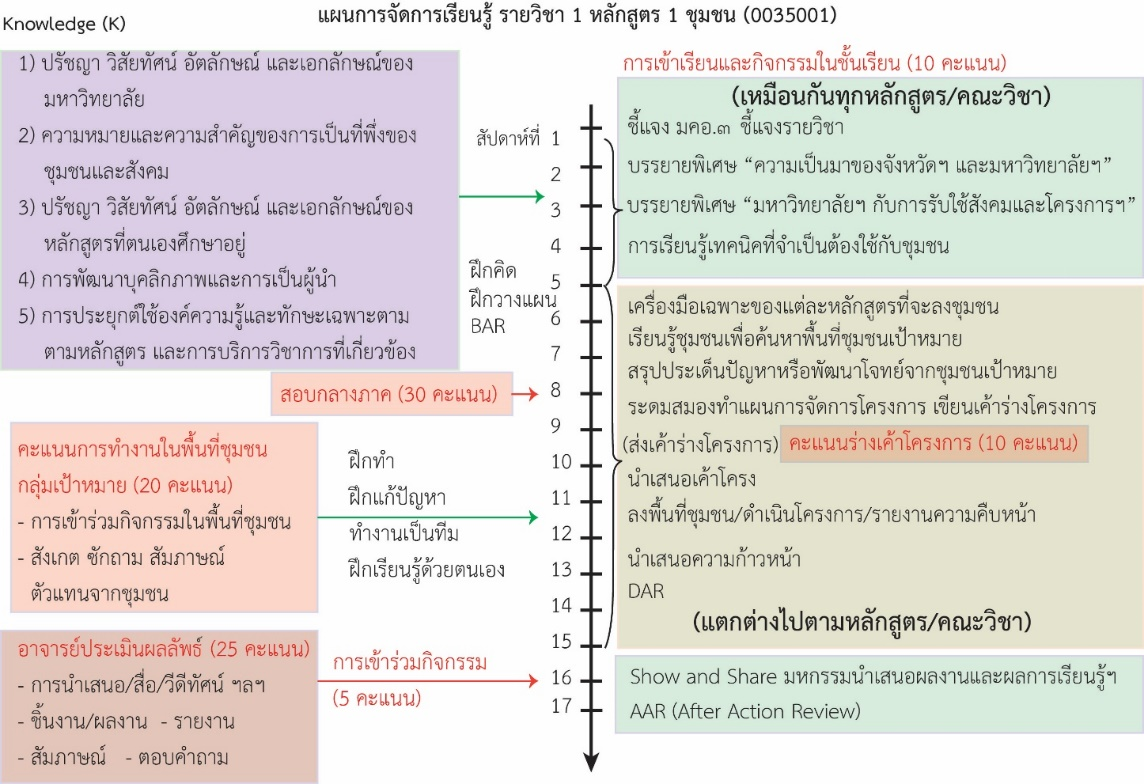 แผนการจัดการเรียนรู้ รายวิชา 1 หลักสูตร 1 ชุมชน (0035001)
Knowledge (K)
1) ปรัชญา วิสัยทัศน์ อัตลักษณ์ และเอกลักษณ์ของ
มหาวิทยาลัย
2) ความหมายและความสำคัญของการเป็นที่พึ่งของ
ชุมชนและสังคม
3) ปรัชญา วิสัยทัศน์ อัตลักษณ์ และเอกลักษณ์ของ
หลักสูตรที่ตนเองศึกษาอยู่
4) การพัฒนาบุคลิกภาพและการเป็นผู้นำ
5) การประยุกต์ใช้องค์ความรู้และทักษะเฉพาะตาม
ตามหลักสูตร และการบริการวิชาการที่เกี่ยวข้อง
สอบกลางภาค (30 คะแนน)
คะแนนการทำงานในพื้นที่ชุมชน
กลุ่มเป้าหมาย (20 คะแนน)
- การเข้าร่วมกิจกรรมในพื้นที่ชุมชน
- สังเกต ซักถาม สัมภาษณ์
ตัวแทนจากชุมชน
อาจารย์ประเมินผลลัพธ์ (25 คะแนน)
- การนำเสนอ/สื่อ/วีดีทัศน์ ฯลฯ
- ชิ้นงาน/ผลงาน - รายงาน
- สัมภาษณ์ - ตอบคำถาม
ฝึกคิด
ฝึกวางแผน
BAR
ฝึกทำ
ฝึกแก้ปัญหา
ทำงานเป็นทีม
ฝึกเรียนรู้ด้วยตนเอง
การเข้าร่วมกิจกรรม
(5 คะแนน)
สัปดาห์ที่ 1
2
3
4
5
6
7
8
9
10
11
12
13
14
15
16
17
การเข้าเรียนและกิจกรรมในชั้นเรียน (10 คะแนน)
(เหมือนกันทุกหลักสูตร/คณะวิชา)
ชี้แจง มคอ.๓ ชี้แจงรายวิชา
บรรยายพิเศษ “ความเป็นมาของจังหวัดฯ และมหาวิทยาลัยฯ”
บรรยายพิเศษ “มหาวิทยาลัยฯ กับการรับใช้สังคมและโครงการฯ”
การเรียนรู้เทคนิคที่จำเป็นต้องใช้กับชุมชน
เครื่องมือเฉพาะของแต่ละหลักสูตรที่จะลงชุมชน
เรียนรู้ชุมชนเพื่อค้นหาพื้นที่ชุมชนเป้าหมาย
สรุปประเด็นปัญหาหรือพัฒนาโจทย์จากชุมชนเป้าหมาย
ระดมสมองทำแผนการจัดการโครงการ เขียนเค้าร่างโครงการ
(ส่งเค้าร่างโครงการ) คะแนนร่างเค้าโครงการ (10 คะแนน)
นำเสนอเค้าโครง
ลงพื้นที่ชุมชน/ดำเนินโครงการ/รายงานความคืบหน้า
นำเสนอความก้าวหน้า
DAR
(แตกต่างไปตามหลักสูตร/คณะวิชา)
Show and Share มหกรรมนำเสนอผลงานและผลการเรียนรู้ฯ
AAR (After Action Review)